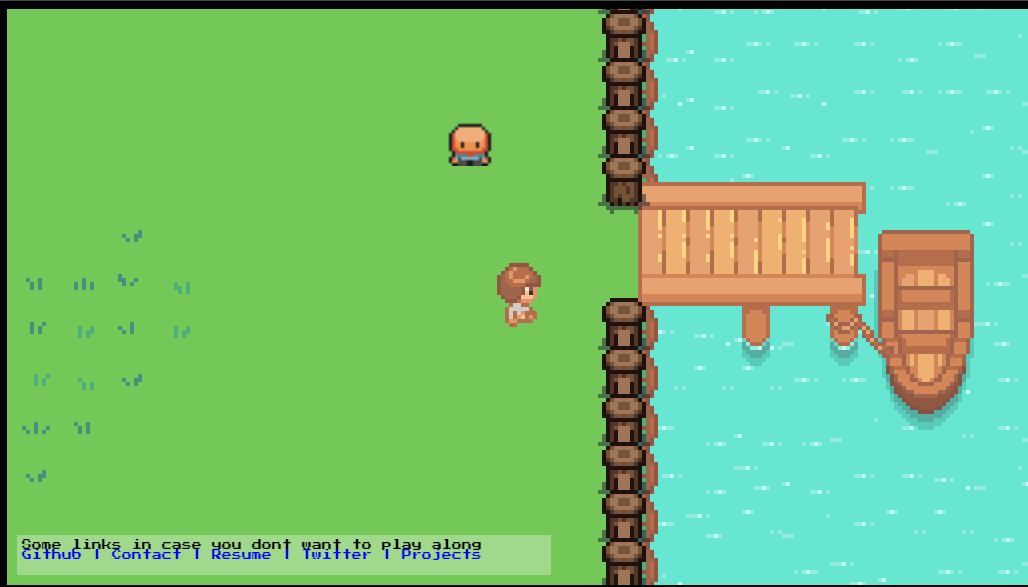 Some links in case you dont want to play along
Github | Contact | Resume | Twitter | Projects